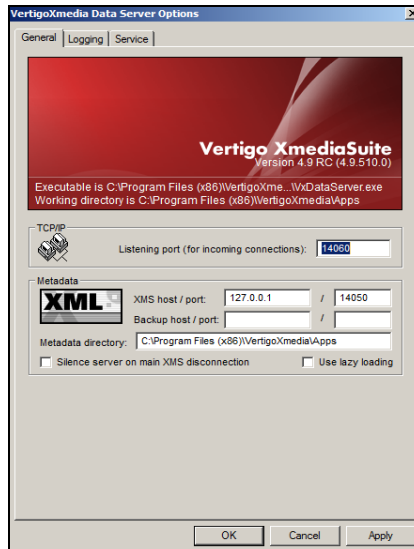 VertigoXmedia Data Server Options
General Logging Service
Vertigo XmediaSuite
Version 4.9 RC (4.9.510.0)
Executable is C:\Program Files (x86)\VertigoXme...\VxDataServer.exe
Working directory is C:\Program Files (x86)\VertigoXmedia\Apps
TCP/IP
Listening port (for incoming connections): 14060
Metadata
XML
XMS host / port: 127.0.0.1 / 14050
Backup host / port: /
Metadata directory: C:\Program Files (x86)\VertigoXmedia\Apps
Silence server on main XMS disconnection Use lazy loading
OK Cancel Apply